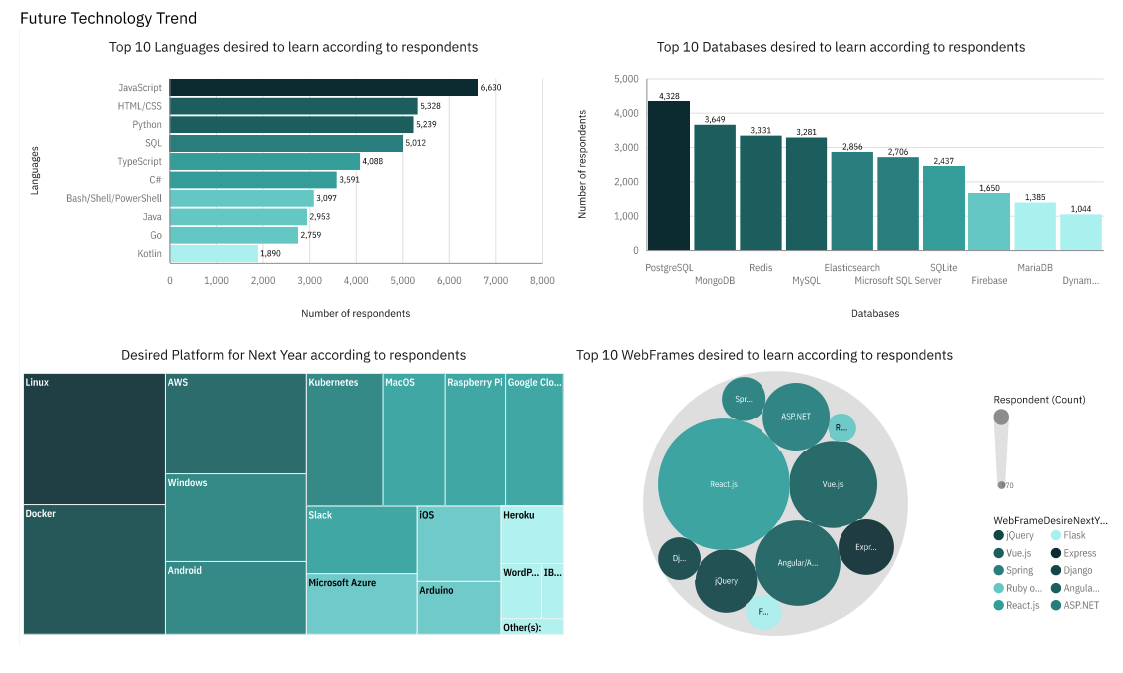 Future Technology Trend
Top 10 Languages desired to learn according to respondents
Languages
JavaScript 6,630
HTML/CSS 5,328
Python 5,239
SQL 5,012
TypeScript 4,088
C# 3,591
Bash/Shell/PowerShell 3,097
Java 2,953
Go 2,759
Kotlin 1,890
0 1,000 2,000 3,000 4,000 5,000 6,000 7,000 8,000
Number of respondents
Top 10 Databases desired to learn according to respondents
Number of respondents
5,000
4,000
3,000
2,000
1,000
0
4,328 3,649 3,331 3,281 2,856 2,706 2,437 1,650 1,385 1,044
PostgreSQL Redis Elasticsearch SQLite MariaDB
MongoDB MySQL Microsoft SQL Server Firebase Dynam...
Databases
Desired Platform for Next Year according to respondents
Linux
Docker
AWS
Windows
Android
Kubernetes
MacOS
Raspberry Pi
Google Clo...
Slack
Microsoft Azure
iOS
Arduino
Heroku
WordP...
IB...
Other(s):
Top 10 WebFrames desired to learn according to respondents
Spr...
ASP.NET
R...
React.js
Vue.js
Dj...
jQuery
Angular/A...
Expr...
F...
Respondent (Count)
70
WebFrameDesireNextY...
jQuery Flask
Vue.js Express
Spring Django
Ruby o... Angula...
React.js ASP.NET